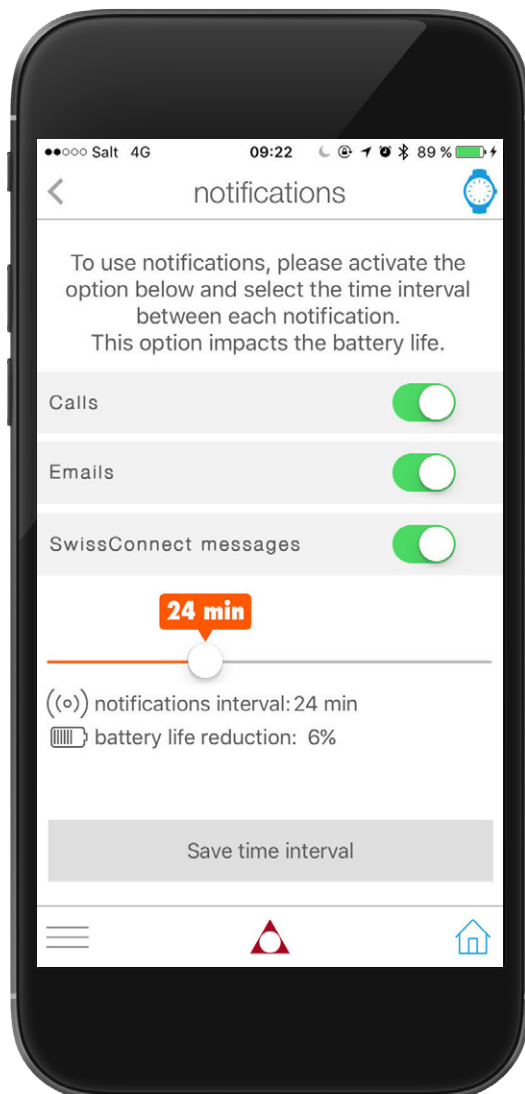 Salt 4G 09:22 89 %
notifications
To use notifications, please activate the
option below and select the time interval
between each notification.
This option impacts the battery life.
Calls
Emails
SwissConnect messages
24 min
notifications interval: 24 min
battery life reduction: 6%
Save time interval